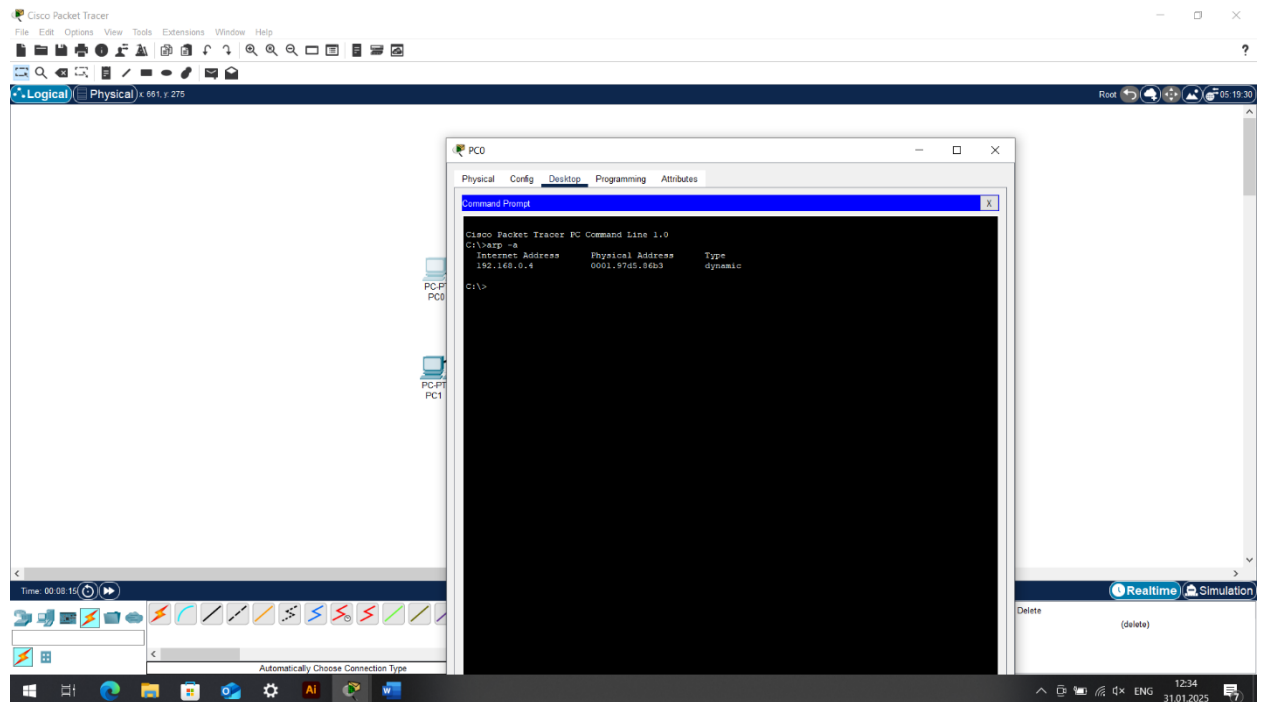 Cisco Packet Tracer
File Edit Options View Tools Extensions Window Help
?
Logical Physical x: 661, y: 275 Root 05:19:30
PC0
Physical Config Desktop Programming Attributes
Command Prompt X
Cisco Packet Tracer PC Command Line 1.0
C:\>arp -a
Internet Address Physical Address Type
192.168.0.4 0001.97d5.86b3 dynamic
C:\>
PC-PT
PC0
PC-PT
PC1
Time: 00:08:15 Realtime Simulation
Delete
(delete)
Automatically Choose Connection Type
Ai
W
ENG
12:34
31.01.2025
7